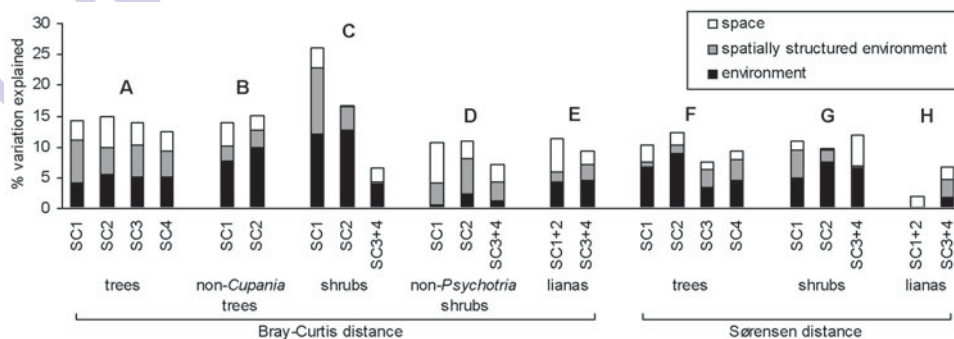 % variation explained
30
25
20
15
10
5
0
A
B
C
D
E
F
G
H
space
spatially structured environment
environment
SC1
SC2
SC3
SC4
SC1
SC2
SC1
SC2
SC3+4
SC1
SC2
SC3+4
SC1+2
SC3+4
SC1
SC2
SC3
SC4
SC1
SC2
SC3+4
SC1+2
SC3+4
trees
non-Cupania
trees
shrubs
non-Psychotria
shrubs
lianas
trees
shrubs
lianas
Bray-Curtis distance
Sørensen distance